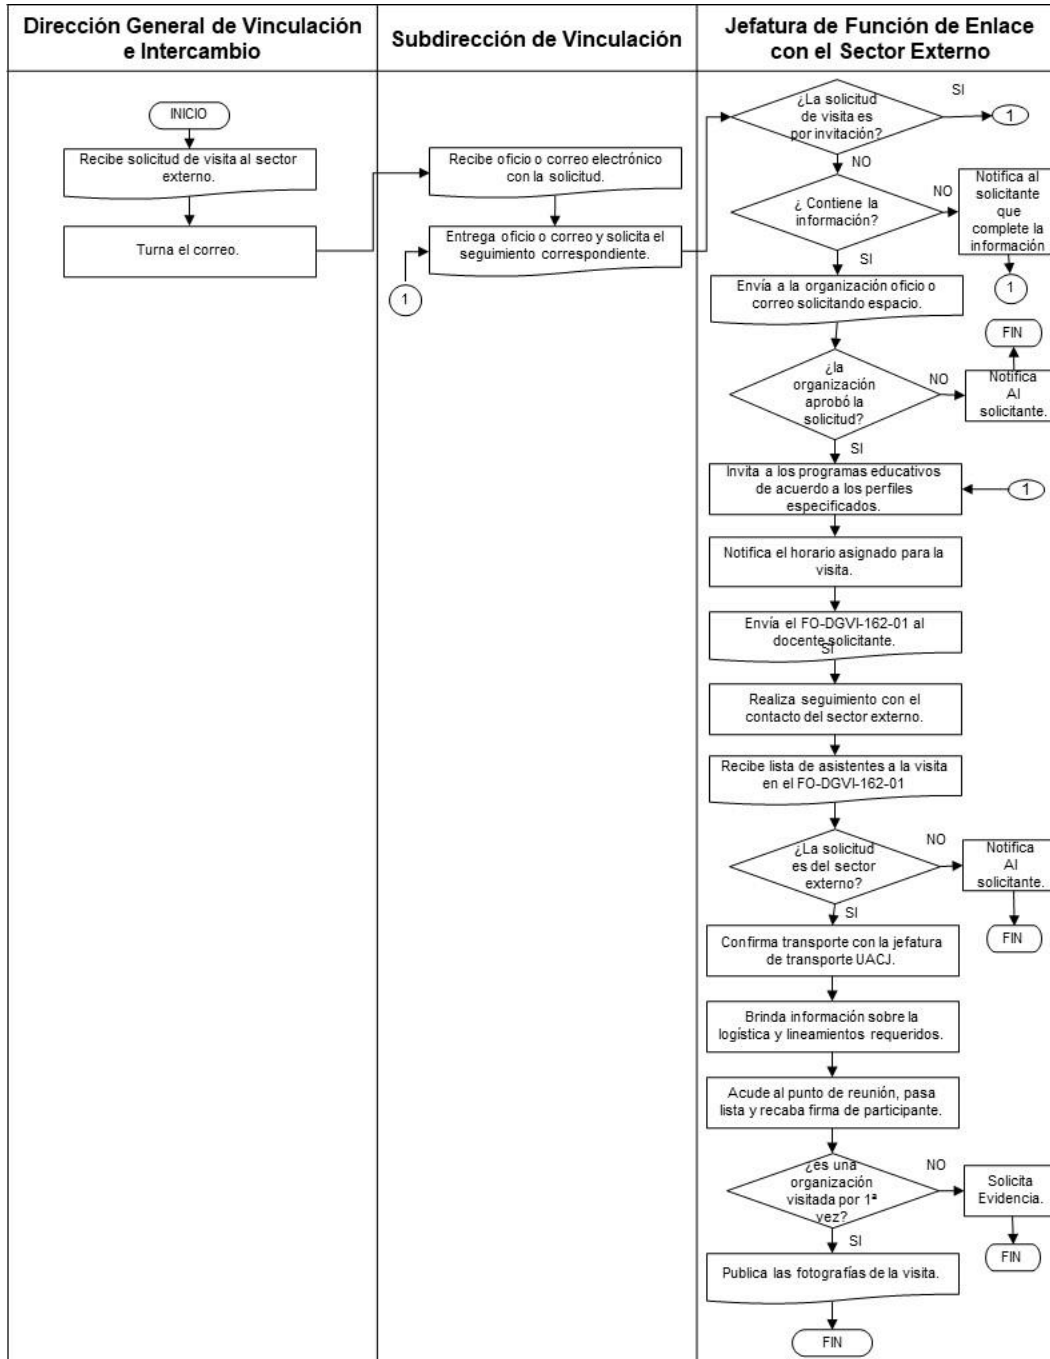 Dirección General de Vinculación
e Intercambio
Subdirección de Vinculación
Jefatura de Función de Enlace
con el Sector Externo
INICIO
Recibe solicitud de visita al sector
externo.
Turna el correo.
Recibe oficio o correo electrónico
con la solicitud.
Entrega oficio o correo y solicita el
seguimiento correspondiente.
1
¿La solicitud
de visita es
por invitación?
SI
1
NO
¿ Contiene la
información?
NO
Notifica al
solicitante
que
complete la
información
1
SI
Envía a la organización oficio o
correo solicitando espacio.
FIN
¿la
organización
aprobó la
solicitud?
NO
Notifica
Al
solicitante.
SI
Invita a los programas educativos
de acuerdo a los perfiles
especificados.
1
Notifica el horario asignado para la
visita.
Envía el FO-DGVI-162-01 al
docente solicitante.
SI
Realiza seguimiento con el
contacto del sector externo.
Recibe lista de asistentes a la visita
en el FO-DGVI-162-01
¿La solicitud
es del sector
externo?
NO
Notifica
Al
solicitante.
FIN
SI
Confirma transporte con la jefatura
de transporte UACJ.
Brinda información sobre la
logística y lineamientos requeridos.
Acude al punto de reunión, pasa
lista y recaba firma de participante.
¿es una
organización
visitada por 1ª
vez?
NO
Solicita
Evidencia.
FIN
SI
Publica las fotografías de la visita.
FIN